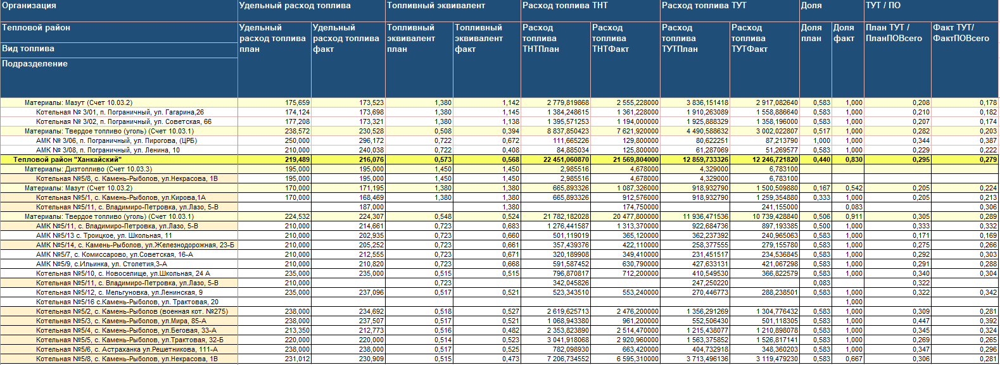 Организация Удельный расход топлива Топливный эквивалент Расход топлива ТНТ Расход топлива ТУТ Доля ТУТ / ПО
Тепловой район Удельный расход топлива план Удельный расход топлива факт Топливный эквивалент план Топливный эквивалент факт Расход топлива ТНТПлан Расход топлива ТНТФакт Расход топлива ТУТПлан Расход топлива ТУТФакт Доля план Доля факт План ТУТ / ПланПОВсего Факт ТУТ/ ФактПОВсего
Вид топлива
Подразделение
Материалы: Мазут (Счет 10.03.2) 175,659 173,523 1,380 1,142 2 779,819868 2 555,228000 3 836,151418 2 917,082640 0,583 1,000 0,208 0,178
Котельная № 3/01, п. Пограничный, ул. Гагарина,26 174,124 173,698 1,380 1,145 1 384,248615 1 361,228000 1 910,263089 1 558,886640 0,583 1,000 0,210 0,182
Котельная № 3/02, п. Пограничный, ул. Советская, 66 177,208 173,321 1,380 1,138 1 395,571253 1 194,000000 1 925,888329 1 358,196000 0,583 1,000 0,207 0,174
Материалы: Твердое топливо (уголь) (Счет 10.03.1) 238,572 230,528 0,508 0,394 8 837,850423 7 621,920000 4 490,588632 3 002,022807 0,517 1,000 0,282 0,203
АМК № 3/06, п. Пограничный, ул. Пирогова, (ЦРБ) 250,000 296,172 0,722 0,672 111,665226 129,800000 80,622251 87,213790 1,000 1,000 0,344 0,387
АМК № 3/08, п. Пограничный, ул. Ленина, 10 210,000 240,038 0,722 0,408 84,885034 125,800000 61,287069 51,269577 0,583 1,000 0,229 0,222
Тепловой район "Ханкайский" 219,489 216,076 0,573 0,568 22 451,060870 21 569,804000 12 859,733326 12 246,721820 0,440 0,830 0,295 0,279
Материалы: Дизтопливо (Счет 10.03.3) 195,000 195,000 1,450 1,450 2,985516 4,678000 4,329000 6,783100
Котельная №5/8, с. Камень-Рыболов, ул.Некрасова, 1В 195,000 195,000 1,450 1,450 2,985516 4,678000 4,329000 6,783100
Материалы: Мазут (Счет 10.03.2) 170,000 171,195 1,380 1,380 665,893326 1 087,326000 918,932790 1 500,509880 0,167 0,542 0,205 0,224
Котельная №5/1, с. Камень-Рыболов, ул.Кирова,1А 170,000 168,469 1,380 1,380 665,893326 912,576000 918,932790 1 259,354880 0,333 1,000 0,205 0,213
Котельная №5/11, с. Владимиро-Петровка, ул.Лазо, 5-В 187,000 1,380 174,750000 241,155000 0,083 0,306
Материалы: Твердое топливо (уголь) (Счет 10.03.1) 224,532 224,307 0,548 0,524 21 782,182028 20 477,800000 11 936,471536 10 739,428840 0,506 0,911 0,305 0,289
АМК №5/11, с. Владимиро-Петровка, ул.Лазо, 5-В 210,000 214,661 0,723 0,683 1 276,441587 1 313,370000 922,684736 897,193385 0,500 1,000 0,333 0,332
АМК №5/13 с. Троицкое, ул. Школьная, 11 210,000 202,935 0,723 0,660 501,119019 365,120000 362,237392 240,965063 0,583 1,000 0,171 0,169
АМК №5/14, с. Камень-Рыболов, ул.Железнодорожная, 23-Б 210,000 205,252 0,723 0,661 357,439376 422,110000 258,377555 279,155780 0,583 1,000 0,275 0,266
АМК №5/7, с. Комиссарово, ул.Советская, 16-А 210,000 212,555 0,723 0,671 320,189908 349,410000 231,451517 234,536845 0,583 1,000 0,292 0,303
АМК №5/9, с.Ильинка, ул. Столетия,3-А 210,000 210,820 0,723 0,668 591,587452 630,790000 427,633131 421,067298 0,583 1,000 0,291 0,288
Котельная №5/10, с. Новоселище, ул.Школьная, 24 А 235,000 235,000 0,515 0,515 796,870817 712,200000 410,549530 366,822579 0,583 1,000 0,340 0,304
Котельная №5/11, с. Владимиро-Петровка, ул.Лазо, 5-В 210,000 0,723 342,045826 247,250220 0,083 0,322
Котельная №5/12, с. Мельгуновка, ул.Ленинская, 9 235,000 237,096 0,517 0,521 523,343510 553,240000 270,446773 288,238501 0,583 1,000 0,322 0,342
Котельная №5/16 с.Камень-Рыболов, ул. Трактовая, 20 1,000
Котельная №5/2, с. Камень-Рыболов (военная кот. №275) 238,000 234,692 0,518 0,527 2 619,625713 2 476,200000 1 356,291269 1 304,776432 0,583 1,000 0,309 0,281
Котельная №5/3, с. Камень-Рыболов, ул.Мира, 85-А 238,000 237,507 0,517 0,521 1 068,943380 961,200000 552,506430 501,118305 0,583 1,000 0,447 0,392
Котельная №5/4, с. Камень-Рыболов, ул.Беговая, 33-А 213,350 212,773 0,516 0,482 2 353,823890 2 514,470000 1 215,438077 1 210,898078 0,583 1,000 0,345 0,324
Котельная №5/5, с. Камень-Рыболов, ул.Трактовая, 32-Б 220,000 220,000 0,514 0,523 3 041,918068 2 920,960000 1 563,375852 1 526,817141 0,583 1,000 0,269 0,265
Котельная №5/6, с. Астраханка ул.Решетникова, 111-А 238,000 238,000 0,517 0,525 782,098930 663,420000 404,732918 348,360203 0,583 1,000 0,347 0,296
Котельная №5/8, с. Камень-Рыболов, ул.Некрасова, 1В 231,012 230,909 0,515 0,473 7 206,734552 6 595,310000 3 713,496136 3 119,479230 0,583 0,667 0,306 0,281